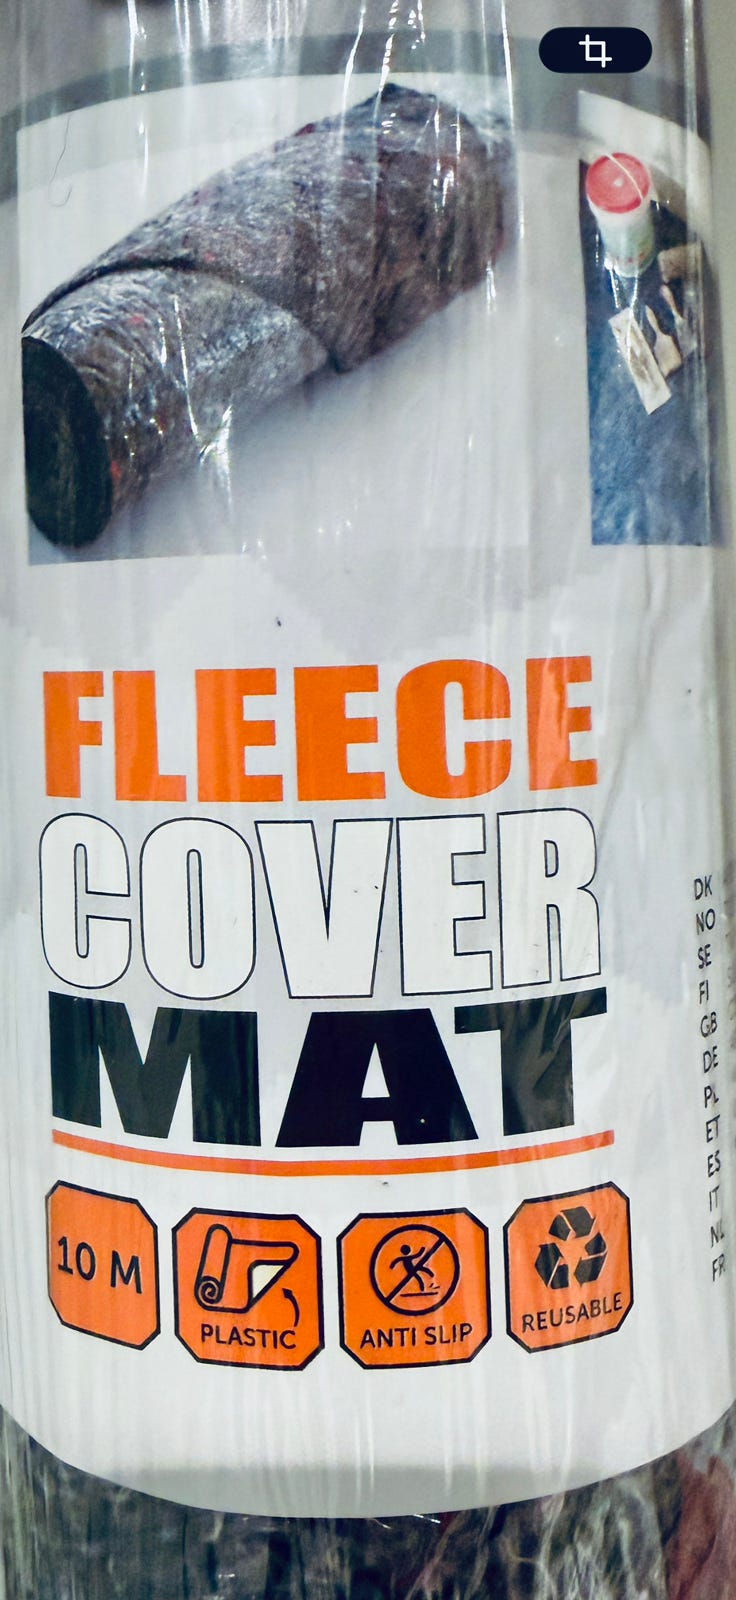 FLEECE
COVER
MAT
10 M
PLASTIC
ANTI SLIP
REUSABLE
DK
NO
SE
FI
GB
DE
PL
ET
ES
IT
NL
FR